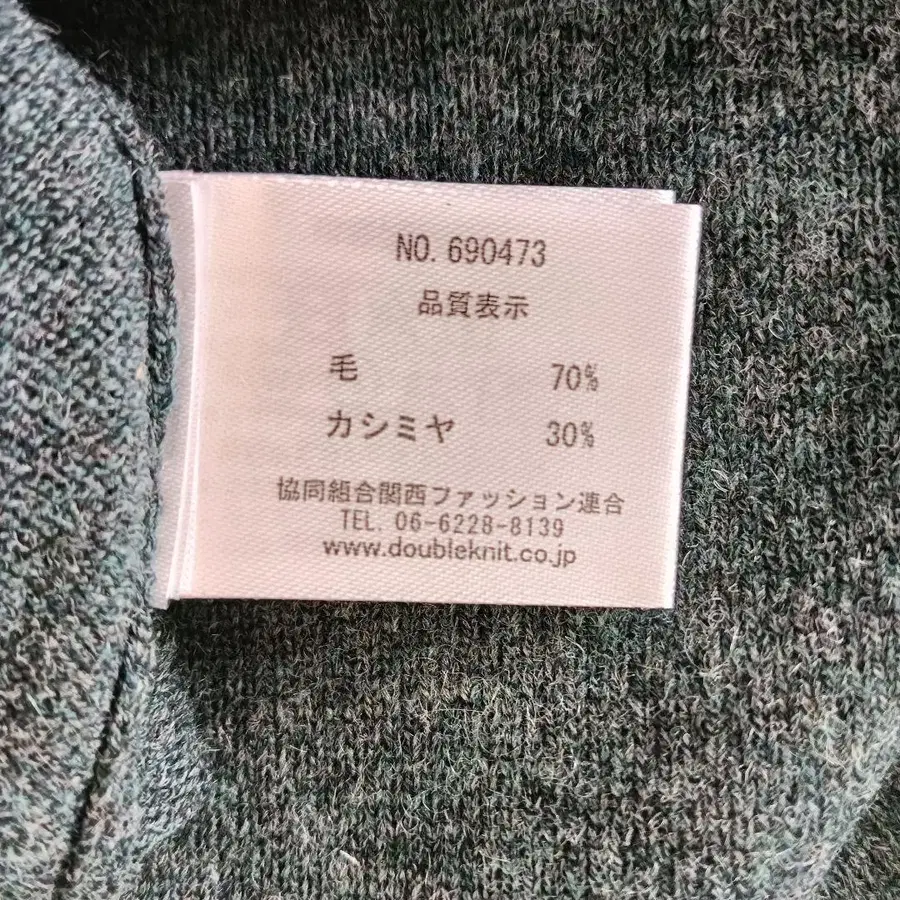 NO. 690473
品質表示
毛 70%
カシミヤ 30%
協同組合関西ファッション連合
TEL. 06-6228-8139
www.doubleknit.co.jp